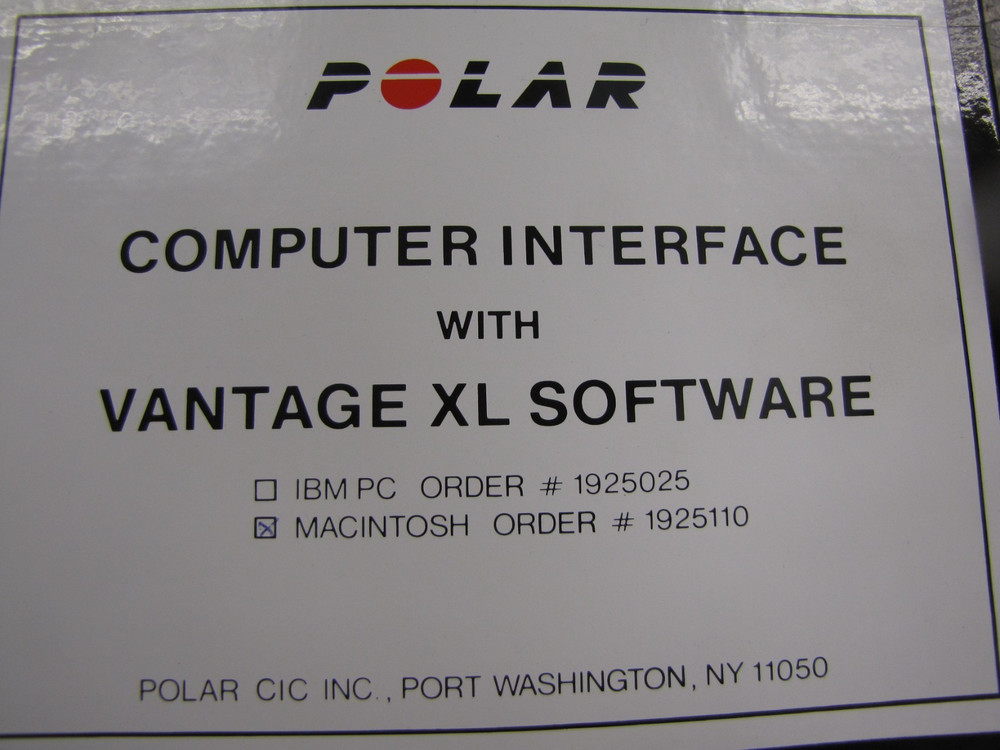 POLAR
COMPUTER INTERFACE
WITH
VANTAGE XL SOFTWARE
☐ IBM PC ORDER # 1925025
☒ MACINTOSH ORDER # 1925110
POLAR CIC INC., PORT WASHINGTON, NY 11050